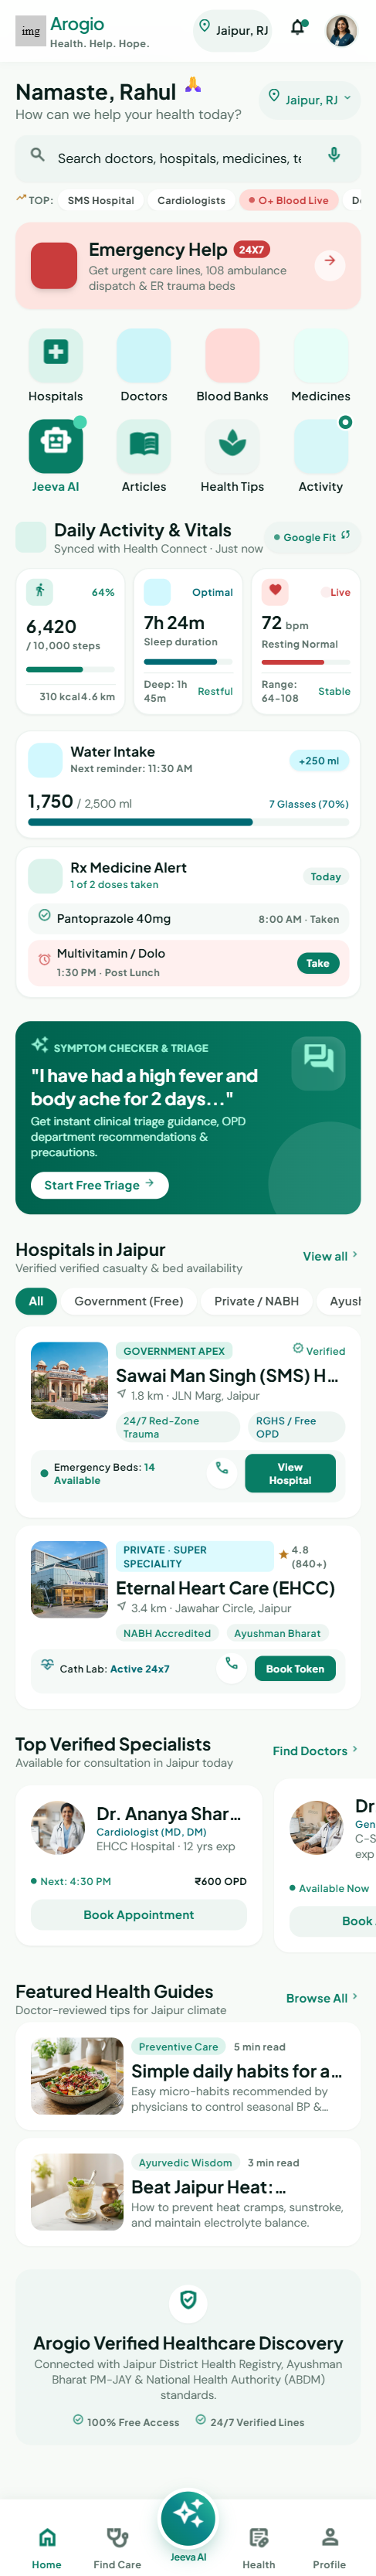 img
Arogio
Health. Help. Hope.
Jaipur, RJ
Namaste, Rahul
How can we help your health today?
Jaipur, RJ
Search doctors, hospitals, medicines, te
TOP:
SMS Hospital
Cardiologists
O+ Blood Live
Emergency Help
24X7
Get urgent care lines, 108 ambulance
dispatch & ER trauma beds
Hospitals
Doctors
Blood Banks
Medicines
Jeeva AI
Articles
Health Tips
Activity
Daily Activity & Vitals
Synced with Health Connect · Just now
Google Fit
64%
6,420
/ 10,000 steps
310 kcal4.6 km
Optimal
7h 24m
Sleep duration
Deep: 1h
45m
Restful
Live
72 bpm
Resting Normal
Range:
64-108
Stable
Water Intake
Next reminder: 11:30 AM
+250 ml
1,750 / 2,500 ml
7 Glasses (70%)
Rx Medicine Alert
1 of 2 doses taken
Today
Pantoprazole 40mg
8:00 AM · Taken
Multivitamin / Dolo
1:30 PM · Post Lunch
Take
SYMPTOM CHECKER & TRIAGE
"I have had a high fever and
body ache for 2 days..."
Get instant clinical triage guidance, OPD
department recommendations &
precautions.
Start Free Triage
Hospitals in Jaipur
Verified verified casualty & bed availability
View all
All
Government (Free)
Private / NABH
Ayush
GOVERNMENT APEX
Verified
Sawai Man Singh (SMS) H...
1.8 km · JLN Marg, Jaipur
24/7 Red-Zone
Trauma
RGHS / Free
OPD
Emergency Beds: 14
Available
View
Hospital
PRIVATE · SUPER
SPECIALITY
4.8
(840+)
Eternal Heart Care (EHCC)
3.4 km · Jawahar Circle, Jaipur
NABH Accredited
Ayushman Bharat
Cath Lab: Active 24x7
Book Token
Top Verified Specialists
Available for consultation in Jaipur today
Find Doctors
Dr. Ananya Shar...
Cardiologist (MD, DM)
EHCC Hospital · 12 yrs exp
Next: 4:30 PM
₹600 OPD
Book Appointment
Dr
Gen
C-S
exp
Available Now
Book
Featured Health Guides
Doctor-reviewed tips for Jaipur climate
Browse All
Preventive Care
5 min read
Simple daily habits for a...
Easy micro-habits recommended by
physicians to control seasonal BP &...
Ayurvedic Wisdom
3 min read
Beat Jaipur Heat:...
How to prevent heat cramps, sunstroke,
and maintain electrolyte balance.
Arogio Verified Healthcare Discovery
Connected with Jaipur District Health Registry, Ayushman
Bharat PM-JAY & National Health Authority (ABDM)
standards.
100% Free Access
24/7 Verified Lines
Home
Find Care
Jeeva AI
Health
Profile